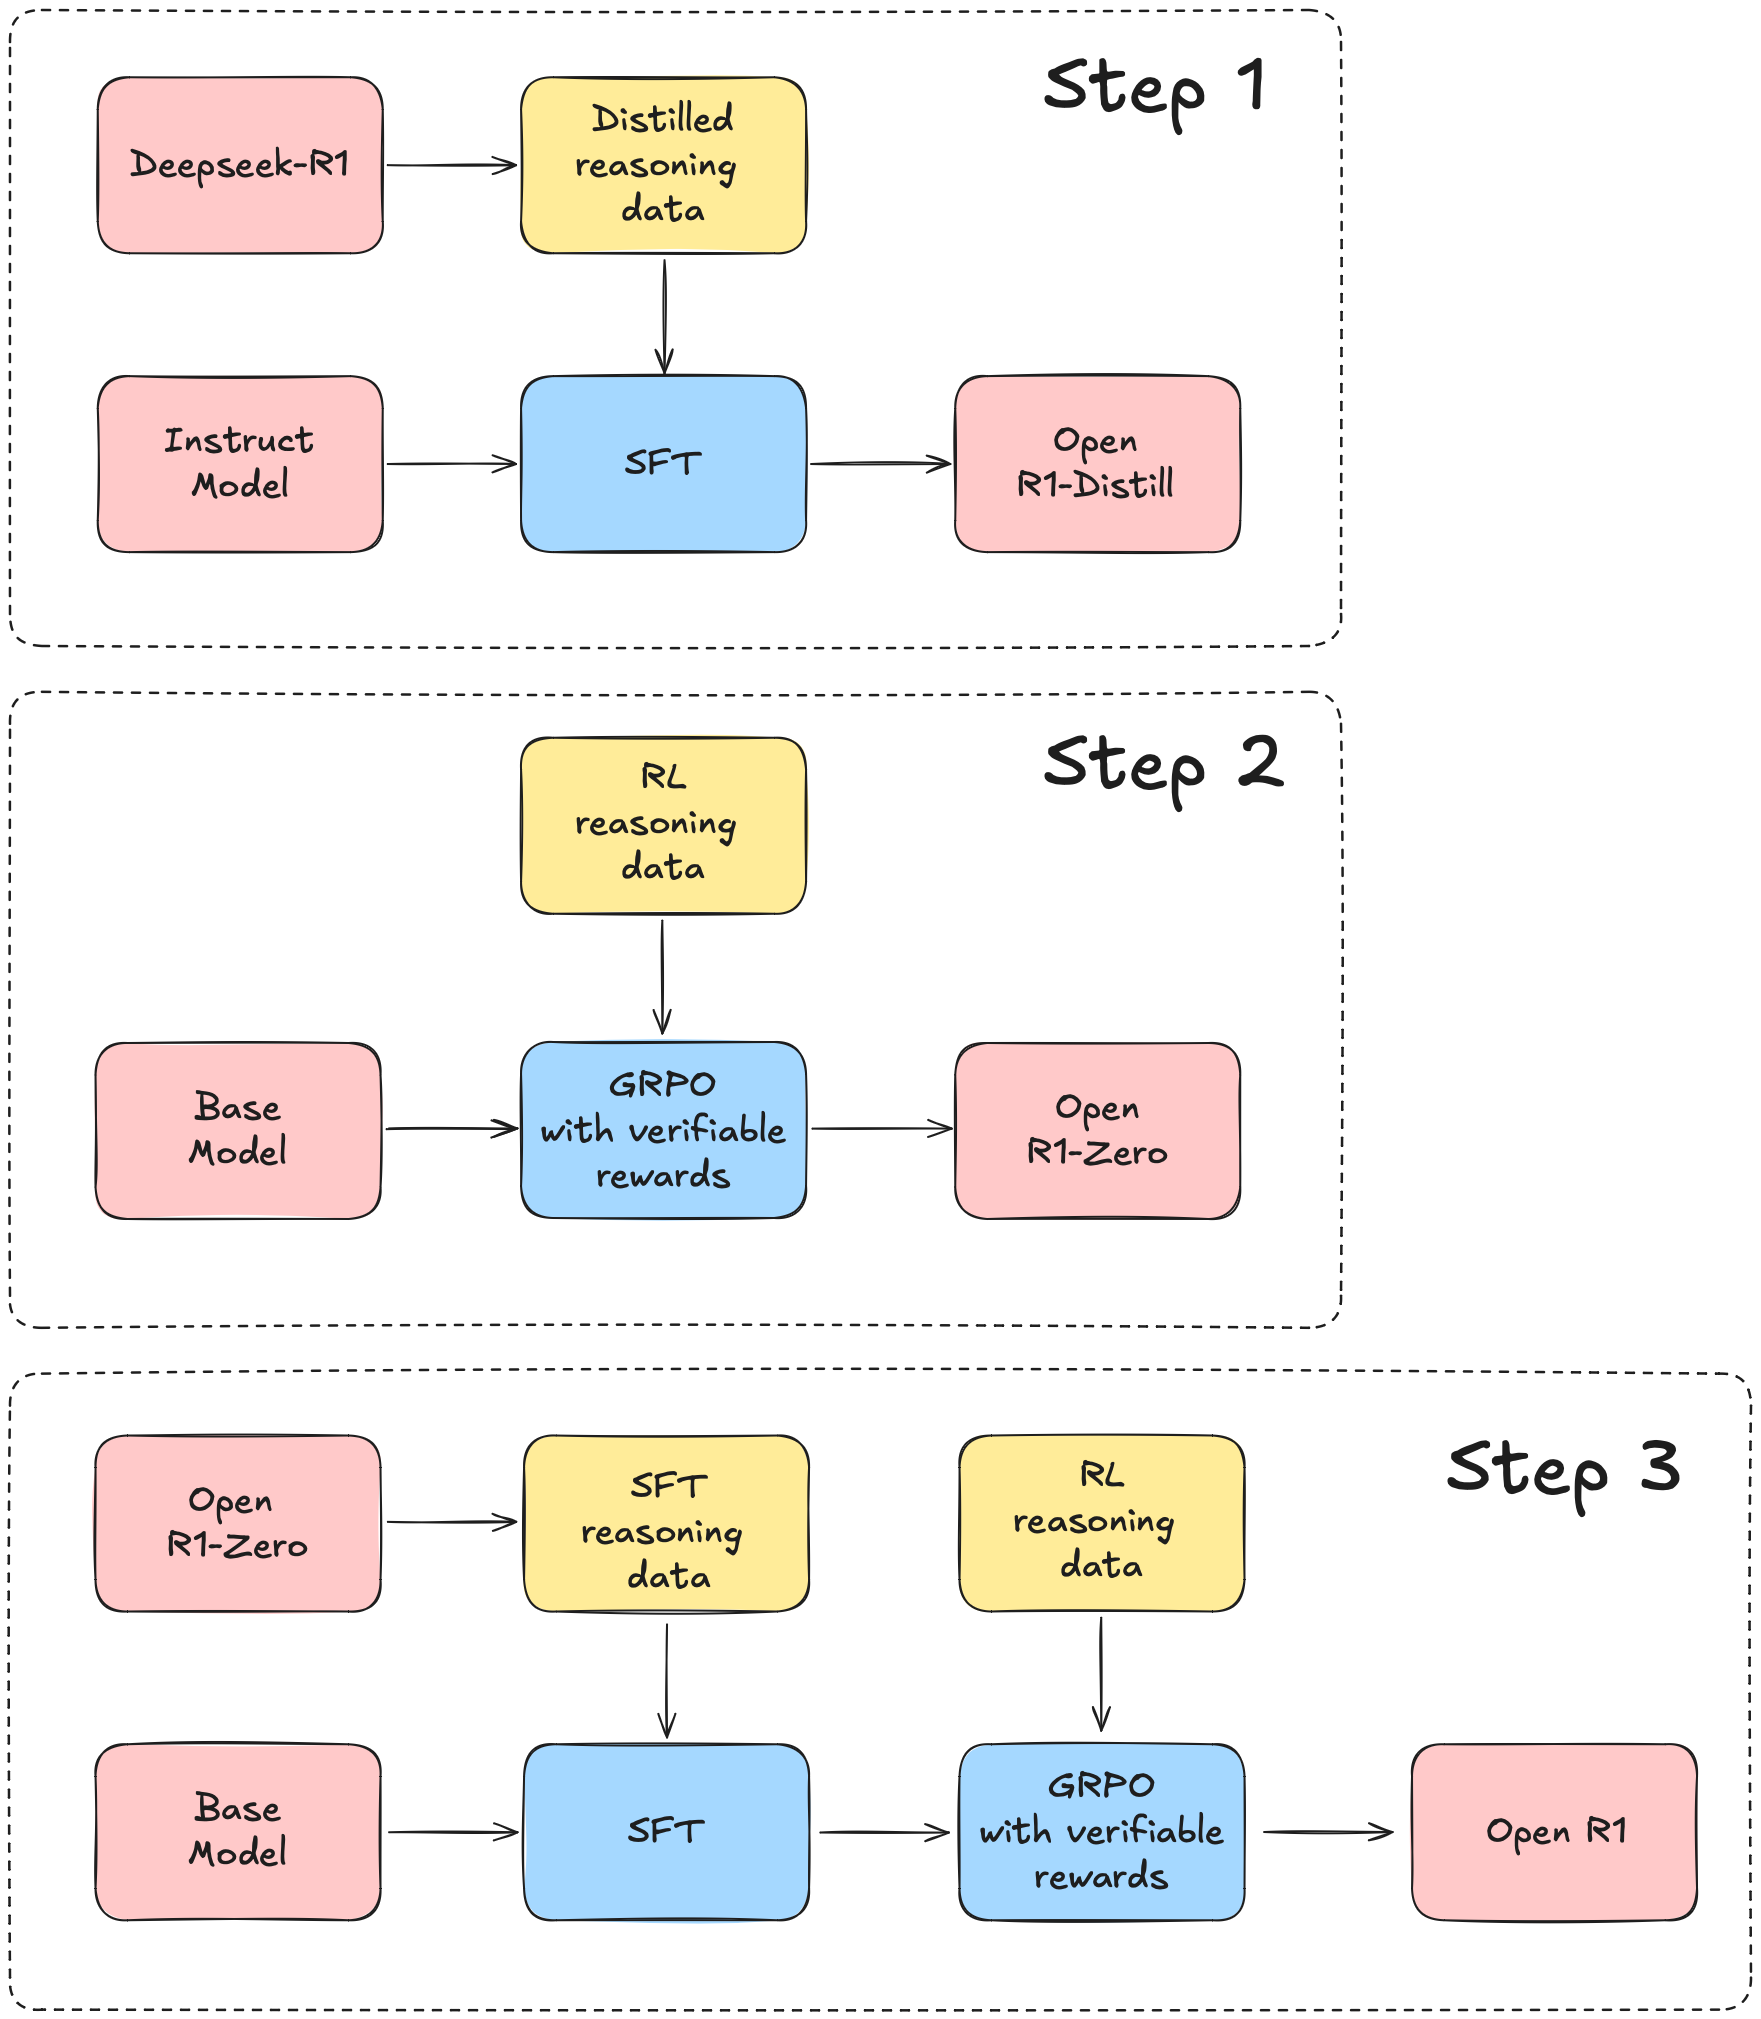 Step 1
Deepseek-R1
Distilled
reasoning
data
Instruct
Model
SFT
Open
R1-Distill
Step 2
RL
reasoning
data
Base
Model
GRPO
with verifiable
rewards
Open
R1-Zero
Step 3
Open
R1-Zero
SFT
reasoning
data
RL
reasoning
data
Base
Model
SFT
GRPO
with verifiable
rewards
Open R1